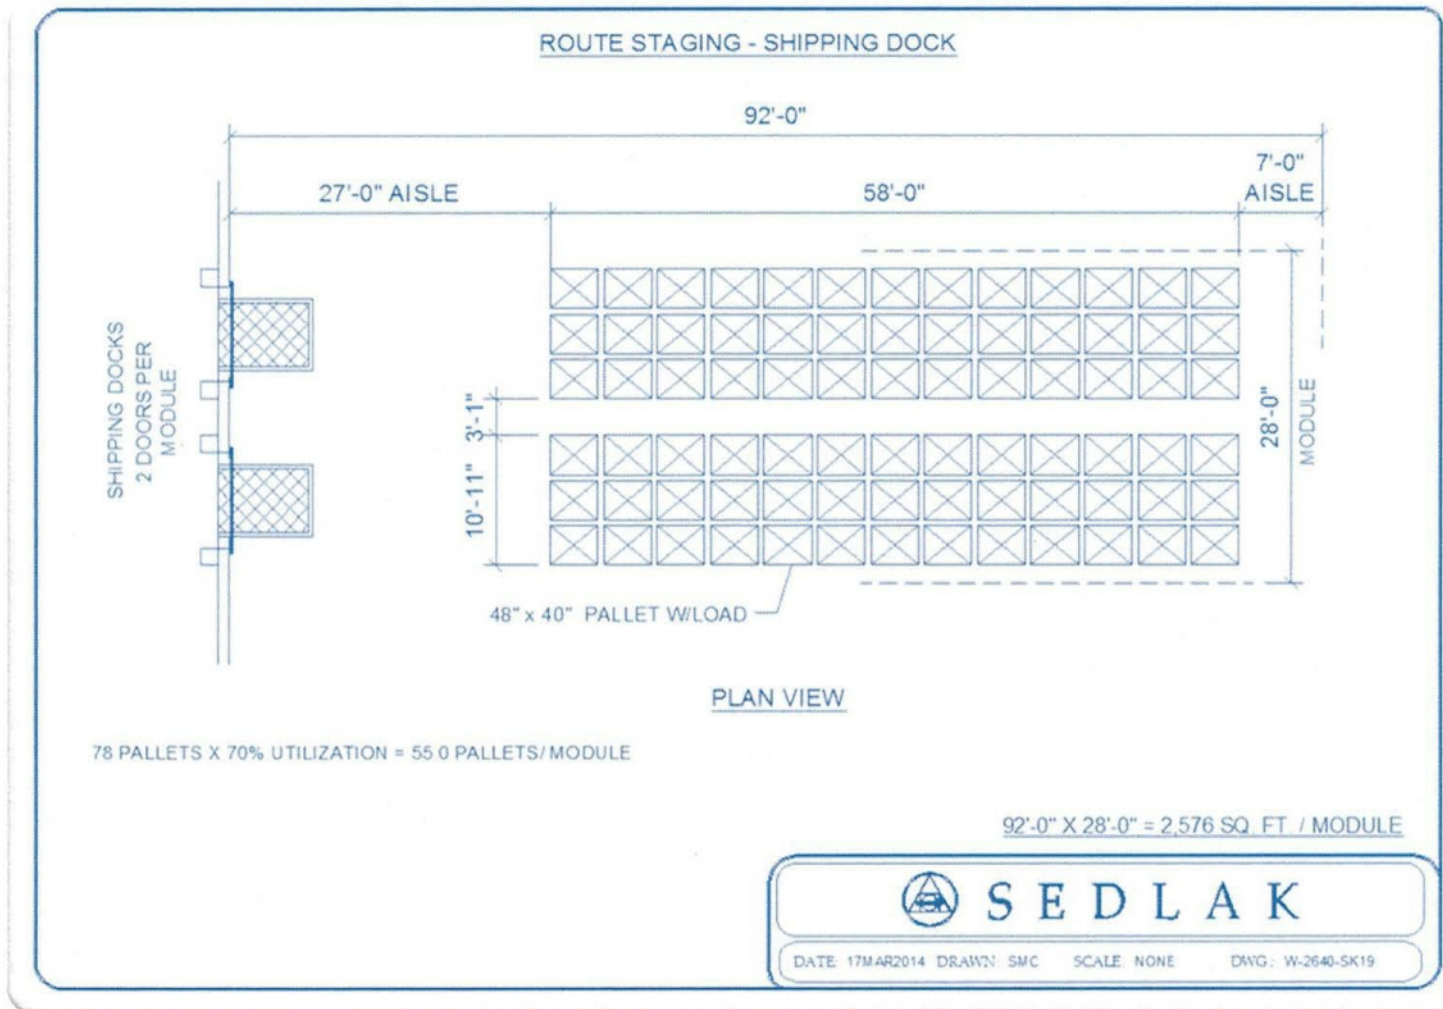 ROUTE STAGING - SHIPPING DOCK
92'-0"
7'-0"
AISLE
27'-0" AISLE
58'-0"
SHIPPING DOCKS
2 DOORS PER
MODULE
3'-1"
10'-11"
28'-0"
MODULE
48" x 40" PALLET W/LOAD
PLAN VIEW
78 PALLETS X 70% UTILIZATION = 55 0 PALLETS/MODULE
92'-0" X 28'-0" = 2,576 SQ FT / MODULE
SEDLAK
DATE: 17MAR2014 DRAWN: SMC SCALE: NONE DWG: W-2640-SK19